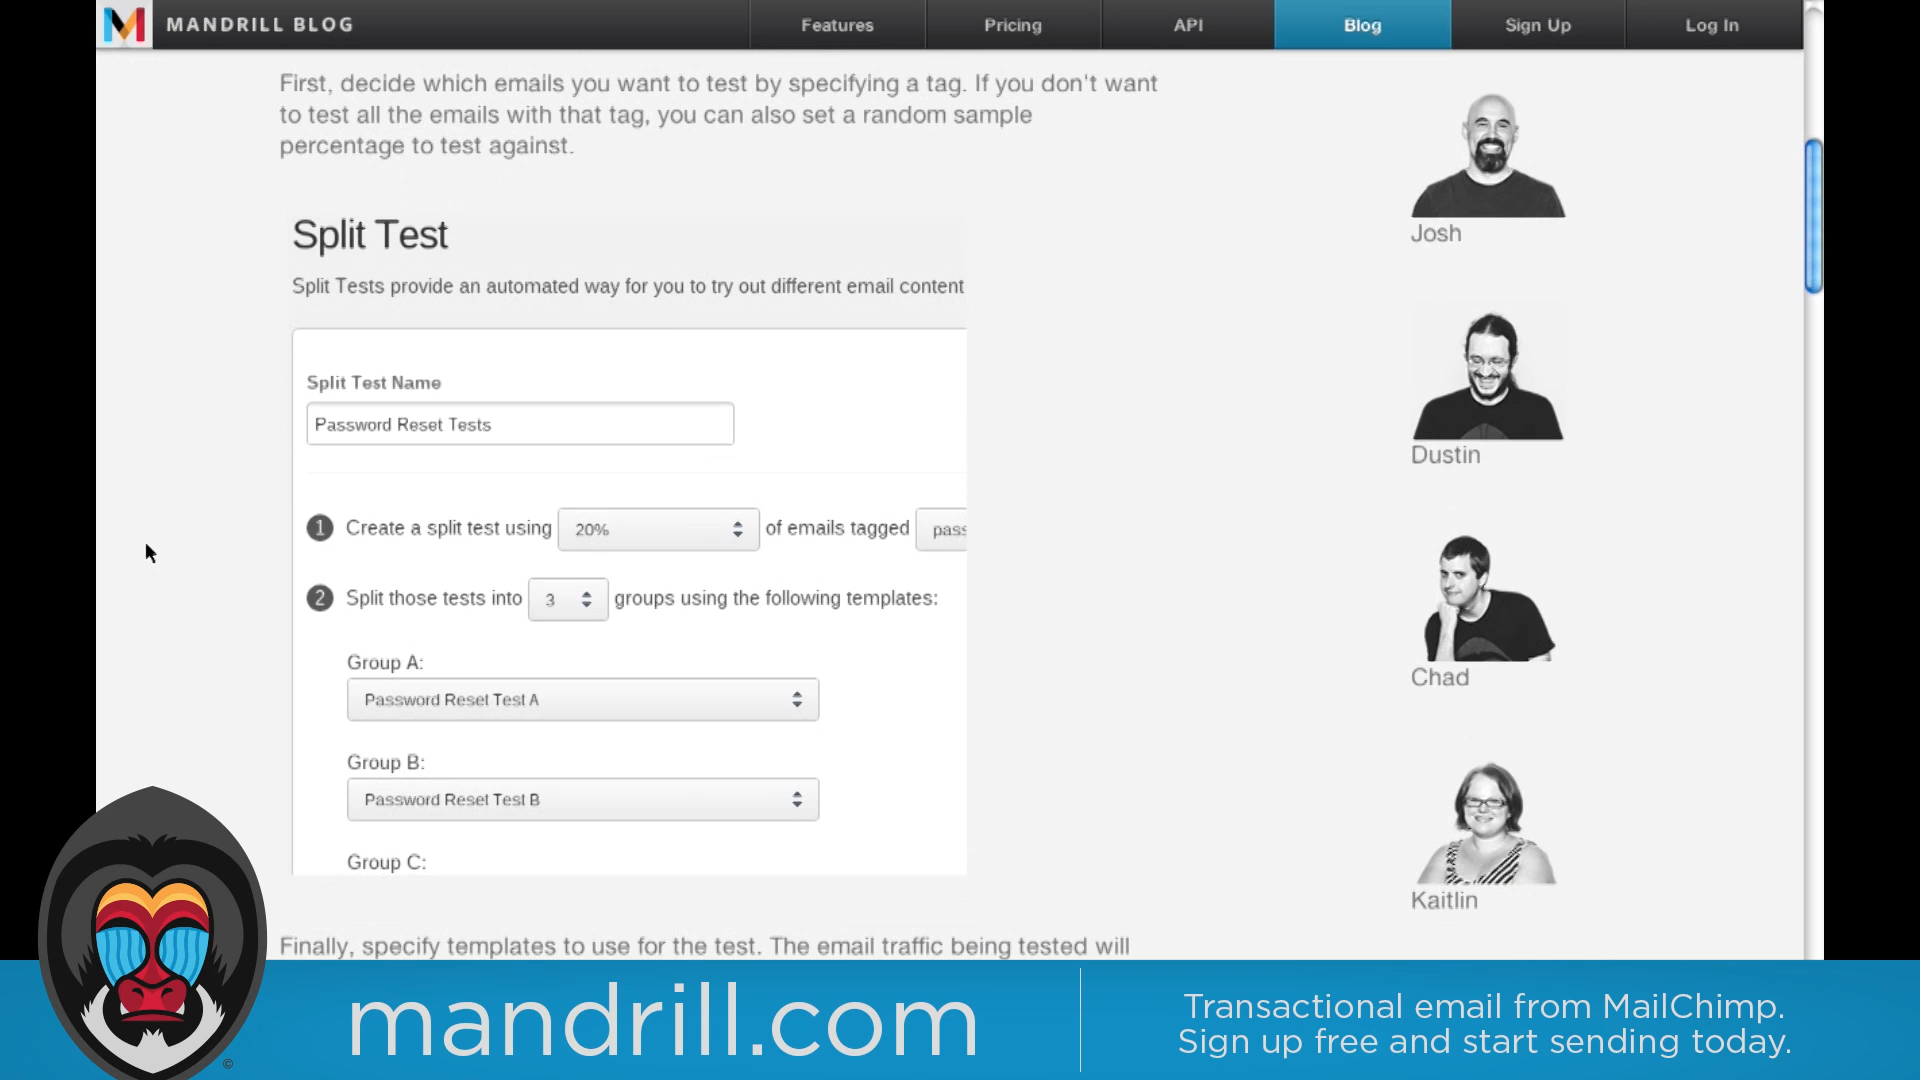 MANDRILL BLOG
Features
Pricing
API
Blog
Sign Up
Log In
First, decide which emails you want to test by specifying a tag. If you don't want
to test all the emails with that tag, you can also set a random sample
percentage to test against.
Split Test
Split Tests provide an automated way for you to try out different email content
Split Test Name
Password Reset Tests
1 Create a split test using 20% of emails tagged pass
2 Split those tests into 3 groups using the following templates:
Group A:
Password Reset Test A
Group B:
Password Reset Test B
Group C:
Finally, specify templates to use for the test. The email traffic being tested will
Josh
Dustin
Chad
Kaitlin
©
mandrill.com
Transactional email from MailChimp.
Sign up free and start sending today.